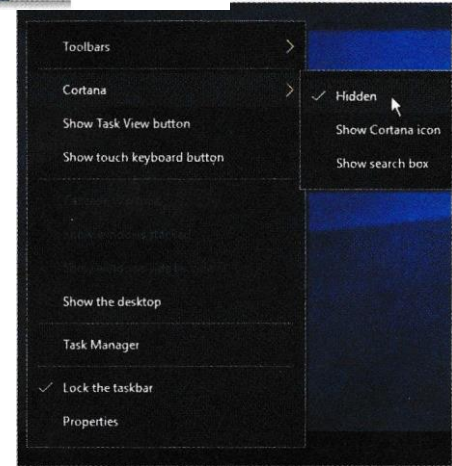 Toolbars
Cortana
Show Task View button
Show touch keyboard button
Show the desktop
Task Manager
Lock the taskbar
Properties
Hidden
Show Cortana icon
Show search box